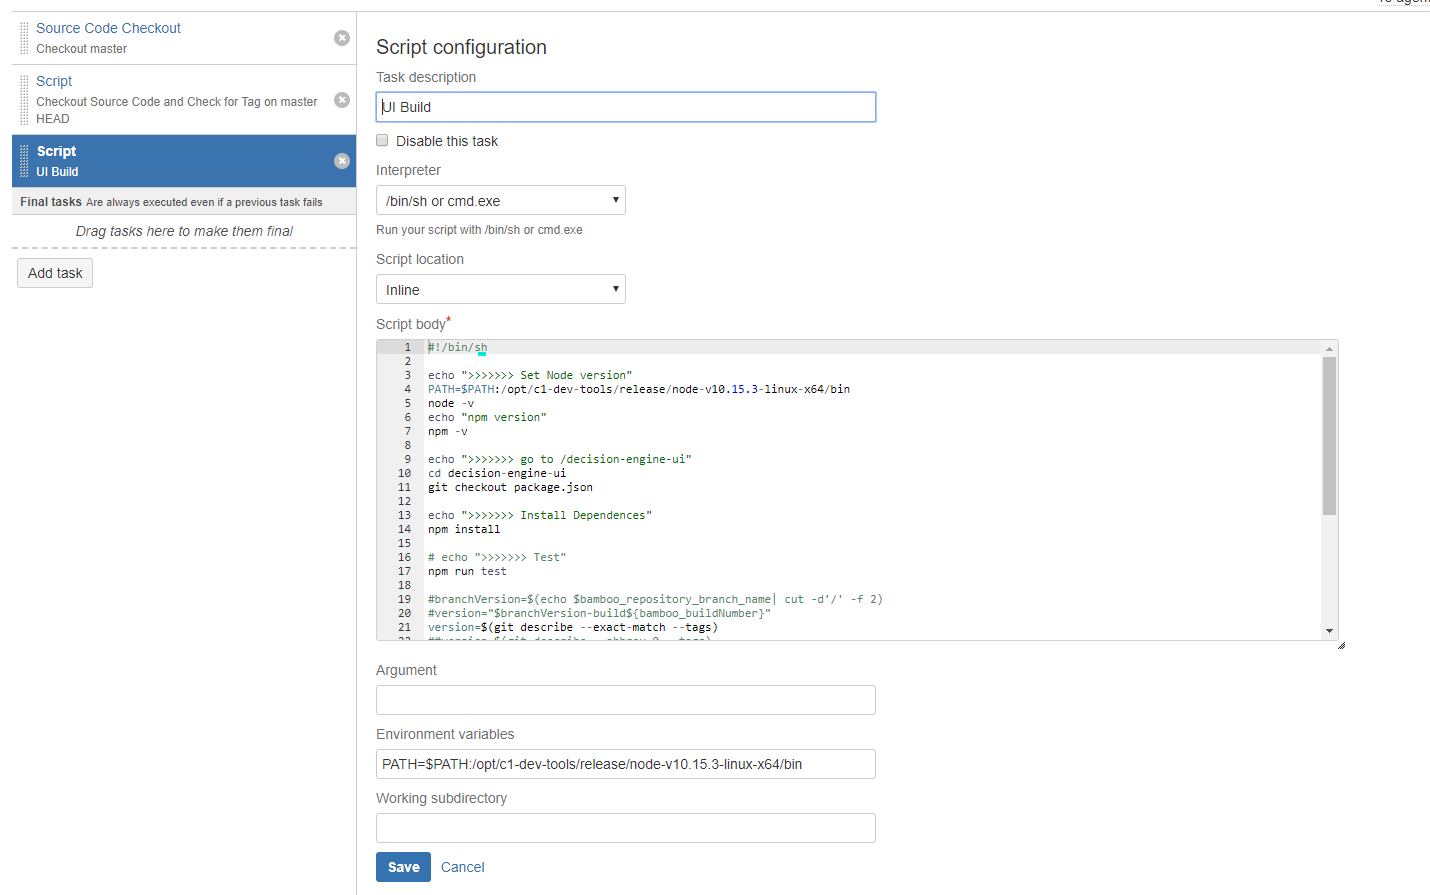 Source Code Checkout
Checkout master
Script
Checkout Source Code and Check for Tag on master
HEAD
Script
UI Build
Final tasks Are always executed even if a previous task fails
Drag tasks here to make them final
Add task
Script configuration
Task description
UI Build
Disable this task
Interpreter
/bin/sh or cmd.exe
Run your script with /bin/sh or cmd.exe
Script location
Inline
Script body*
1 #!/bin/sh
2
3 echo ">>>>>>> Set Node version"
4 PATH=$PATH:/opt/c1-dev-tools/release/node-v10.15.3-linux-x64/bin
5 node -v
6 echo "npm version"
7 npm -v
8
9 echo ">>>>>>> go to /decision-engine-ui"
10 cd decision-engine-ui
11 git checkout package.json
12
13 echo ">>>>>>> Install Dependences"
14 npm install
15
16 # echo ">>>>>>> Test"
17 npm run test
18
19 #branchVersion=$(echo $bamboo_repository_branch_name| cut -d'/' -f 2)
20 #version="$branchVersion-build${bamboo_buildNumber}"
21 version=$(git describe --exact-match --tags)
Argument
Environment variables
PATH=$PATH:/opt/c1-dev-tools/release/node-v10.15.3-linux-x64/bin
Working subdirectory
Save Cancel